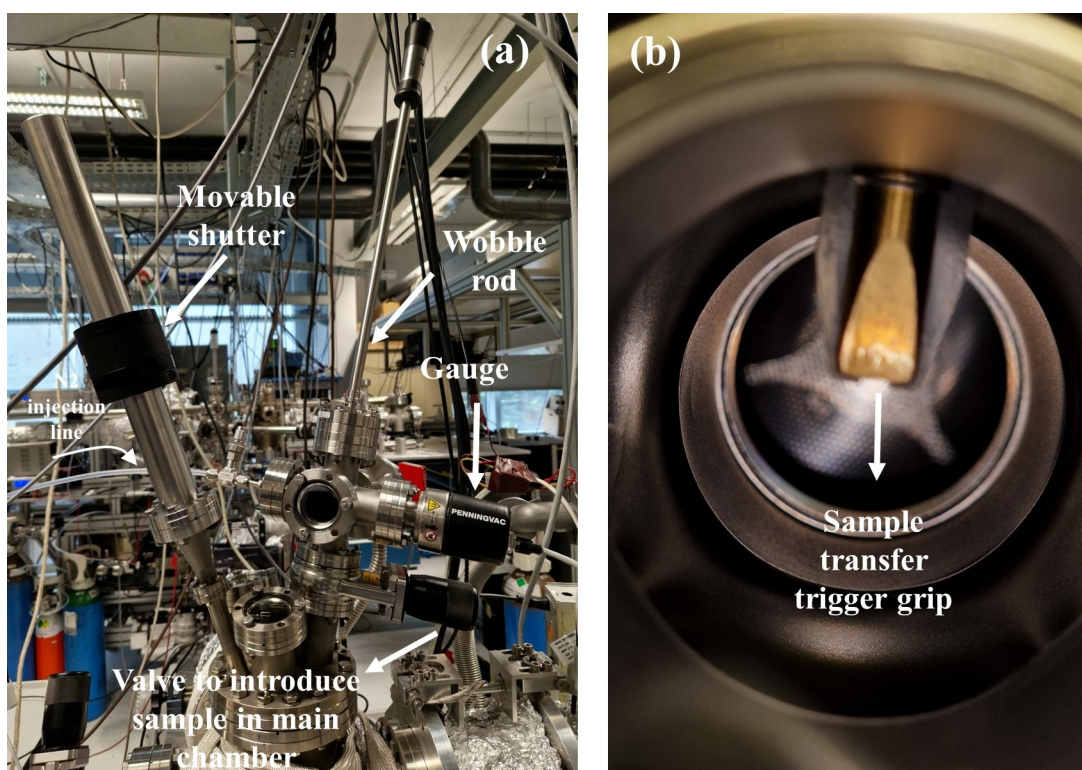 (a)
Movable
shutter
Wobble
rod
Gauge
injection
line
PENNINGVAC
Valve to introduce
sample in main
chamber
(b)
Sample
transfer
trigger grip